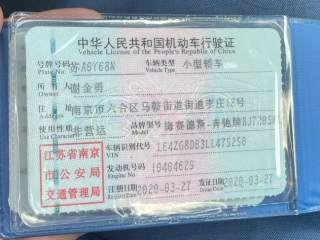 中华人民共和国机动车行驶证
Vehicle License of the People's Republic of China
号牌号码 苏AGY68N 车辆类型 小型轿车
Plate No. Vehicle Type
所有人 谢金勇
Owner
住址 南京市六合区马鞍街道街道李庄18号
Address
使用性质 非营运 品牌型号 梅赛德斯-奔驰牌
Use Character Model
江苏省南京
市公安局
交通管理局
车辆识别代号
VIN
发动机号码 10484629
Engine No.
注册日期 2020-03-27 发证日期 2020-03-27
Register Date Issue Date